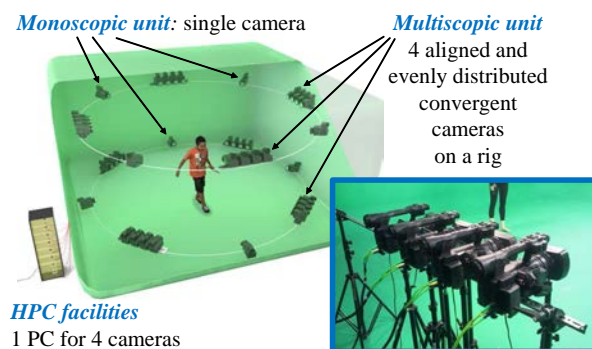 Monoscopic unit: single camera
Multiscopic unit
4 aligned and
evenly distributed
convergent
cameras
on a rig
HPC facilities
1 PC for 4 cameras